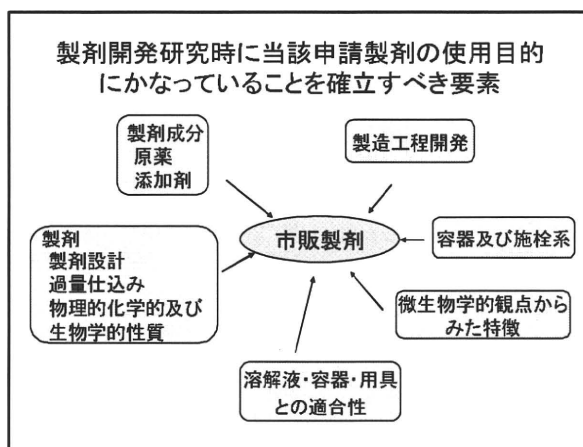 製剤開発研究時に当該申請製剤の使用目的
にかなっていることを確立すべき要素
製剤成分
原薬
添加剤
製造工程開発
市販製剤
製剤
製剤設計
過量仕込み
物理的化学的及び
生物学的性質
容器及び施栓系
微生物学的観点から
みた特徴
溶解液・容器・用具
との適合性